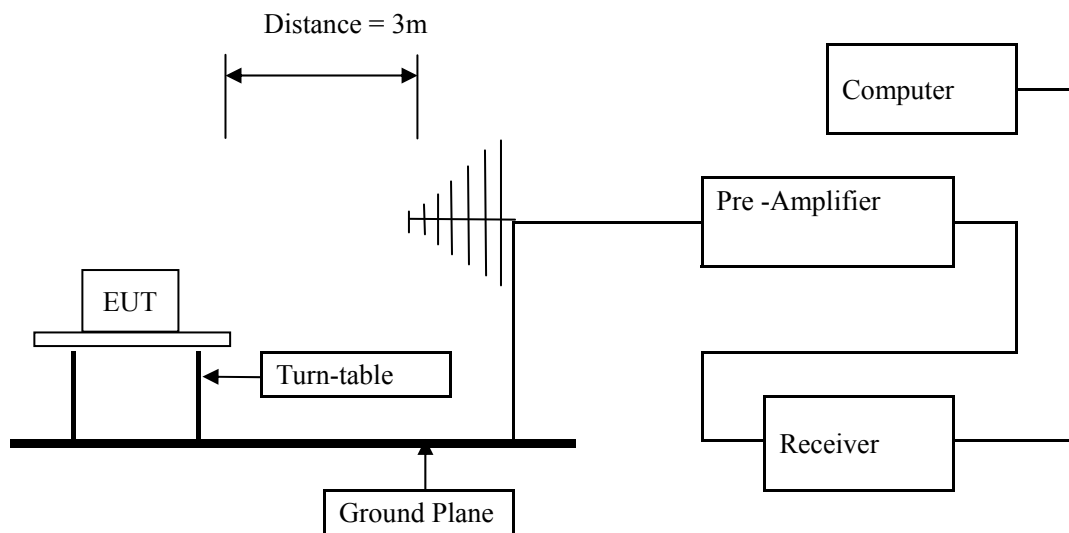 Distance = 3m
Computer
Pre -Amplifier
EUT
Turn-table
Receiver
Ground Plane